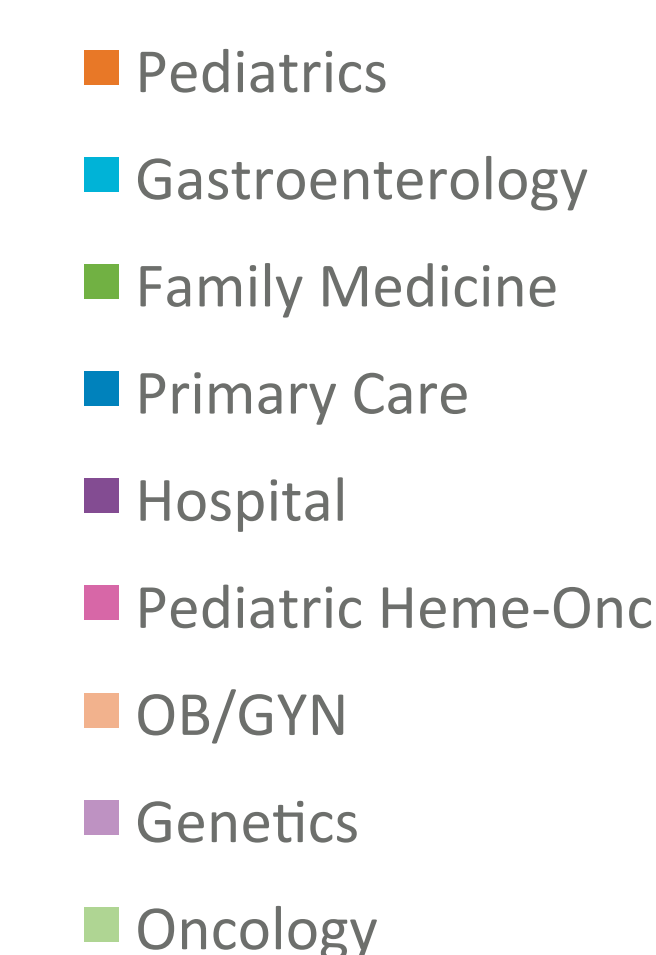 Pediatrics
Gastroenterology
Family Medicine
Primary Care
Hospital
Pediatric Heme-Onc
OB/GYN
Genetics
Oncology